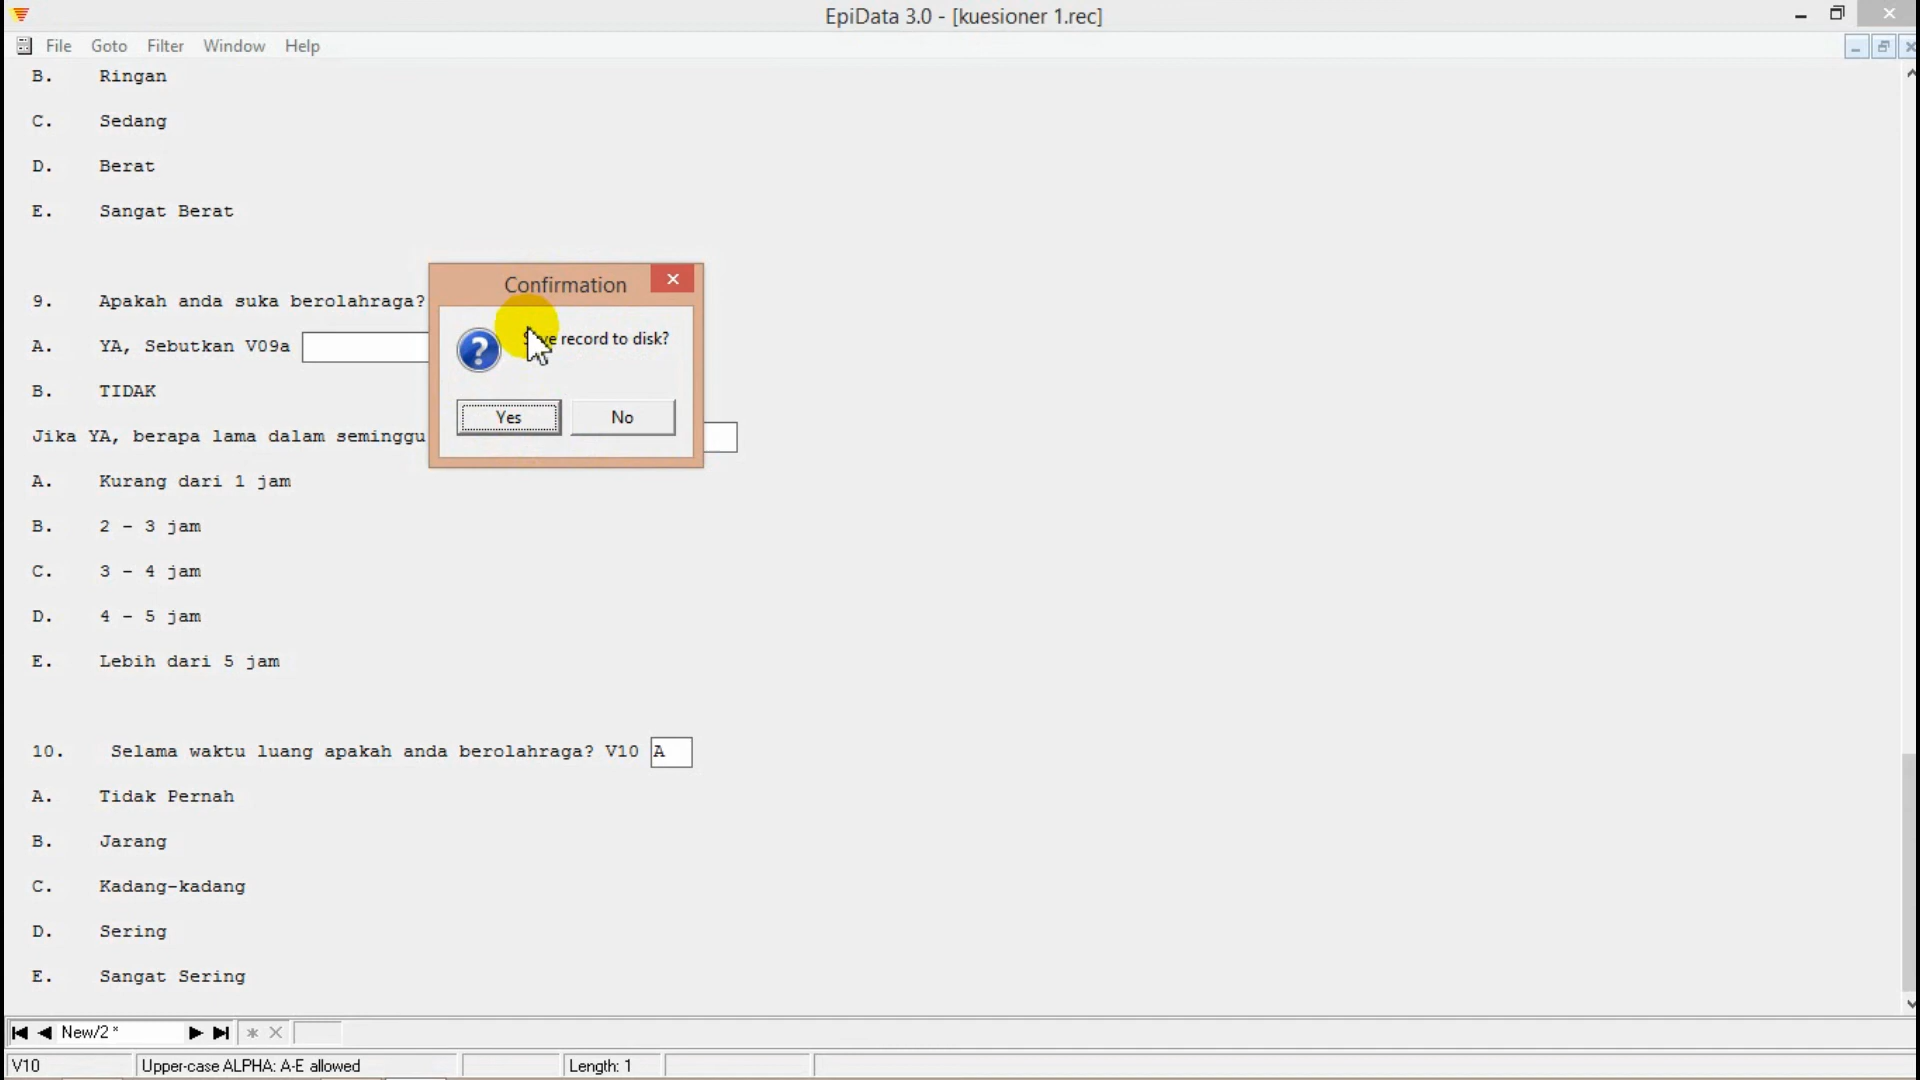 EpiData 3.0 - [kuesioner 1.rec]
File Goto Filter Window Help
B. Ringan
C. Sedang
D. Berat
E. Sangat Berat
9. Apakah anda suka berolahraga?
A. YA, Sebutkan V09a
B. TIDAK
Jika YA, berapa lama dalam seminggu
A. Kurang dari 1 jam
B. 2 - 3 jam
C. 3 - 4 jam
D. 4 - 5 jam
E. Lebih dari 5 jam
Confirmation
Save record to disk?
Yes No
10. Selama waktu luang apakah anda berolahraga? V10 A
A. Tidak Pernah
B. Jarang
C. Kadang-kadang
D. Sering
E. Sangat Sering
New/2 *
V10 Upper-case ALPHA: A-E allowed Length: 1